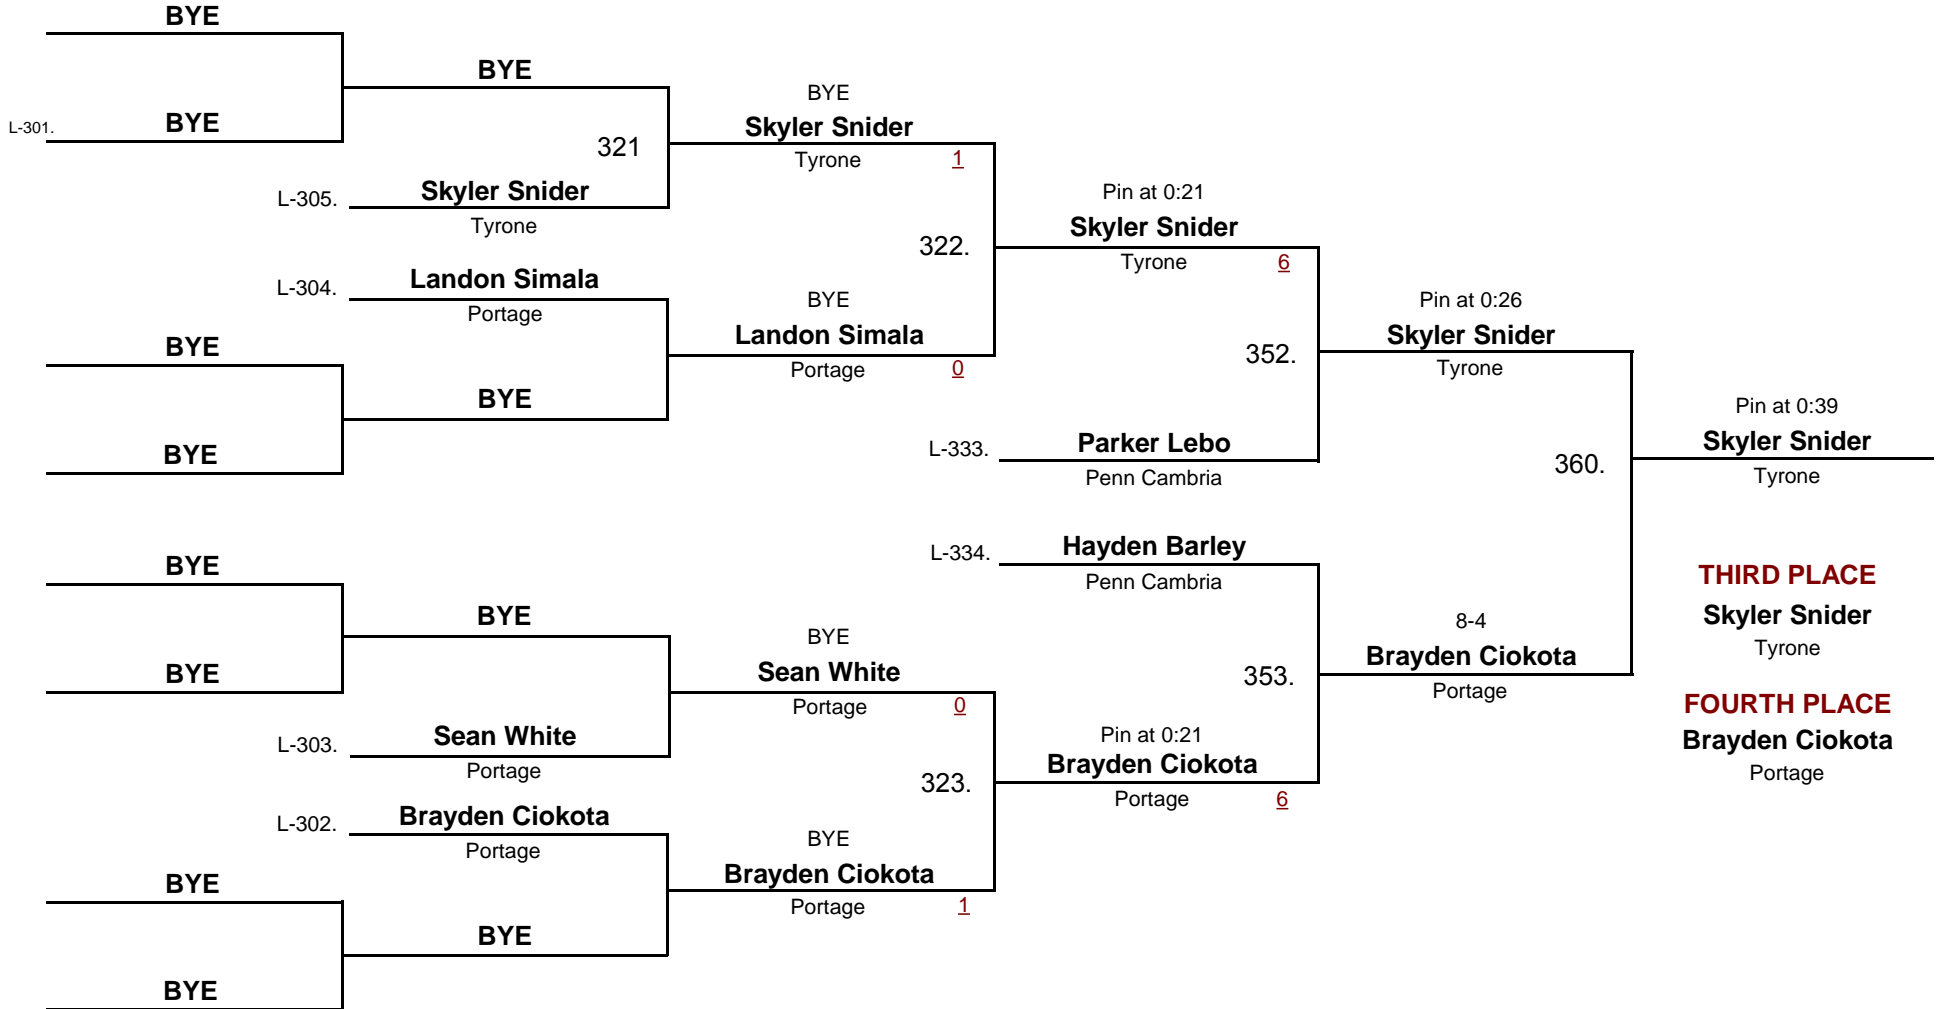 BYE
BYE
BYE
L-301. BYE
321
Skyler Snider
Tyrone 1
L-305. Skyler Snider
Tyrone
Pin at 0:21
Skyler Snider
Tyrone 6
322.
L-304. Landon Simala
Portage
BYE
Landon Simala
Portage 0
Pin at 0:26
Skyler Snider
Tyrone
BYE
352.
BYE
Pin at 0:39
Skyler Snider
Tyrone
L-333. Parker Lebo
Penn Cambria
BYE
360.
L-334. Hayden Barley
Penn Cambria
BYE
THIRD PLACE
Skyler Snider
Tyrone
BYE
8-4
Brayden Ciokota
Portage
BYE
Sean White
Portage 0
BYE
353.
FOURTH PLACE
Brayden Ciokota
Portage
L-303. Sean White
Portage
Pin at 0:21
Brayden Ciokota
Portage 6
323.
L-302. Brayden Ciokota
Portage
BYE
Brayden Ciokota
Portage 1
BYE
BYE
BYE